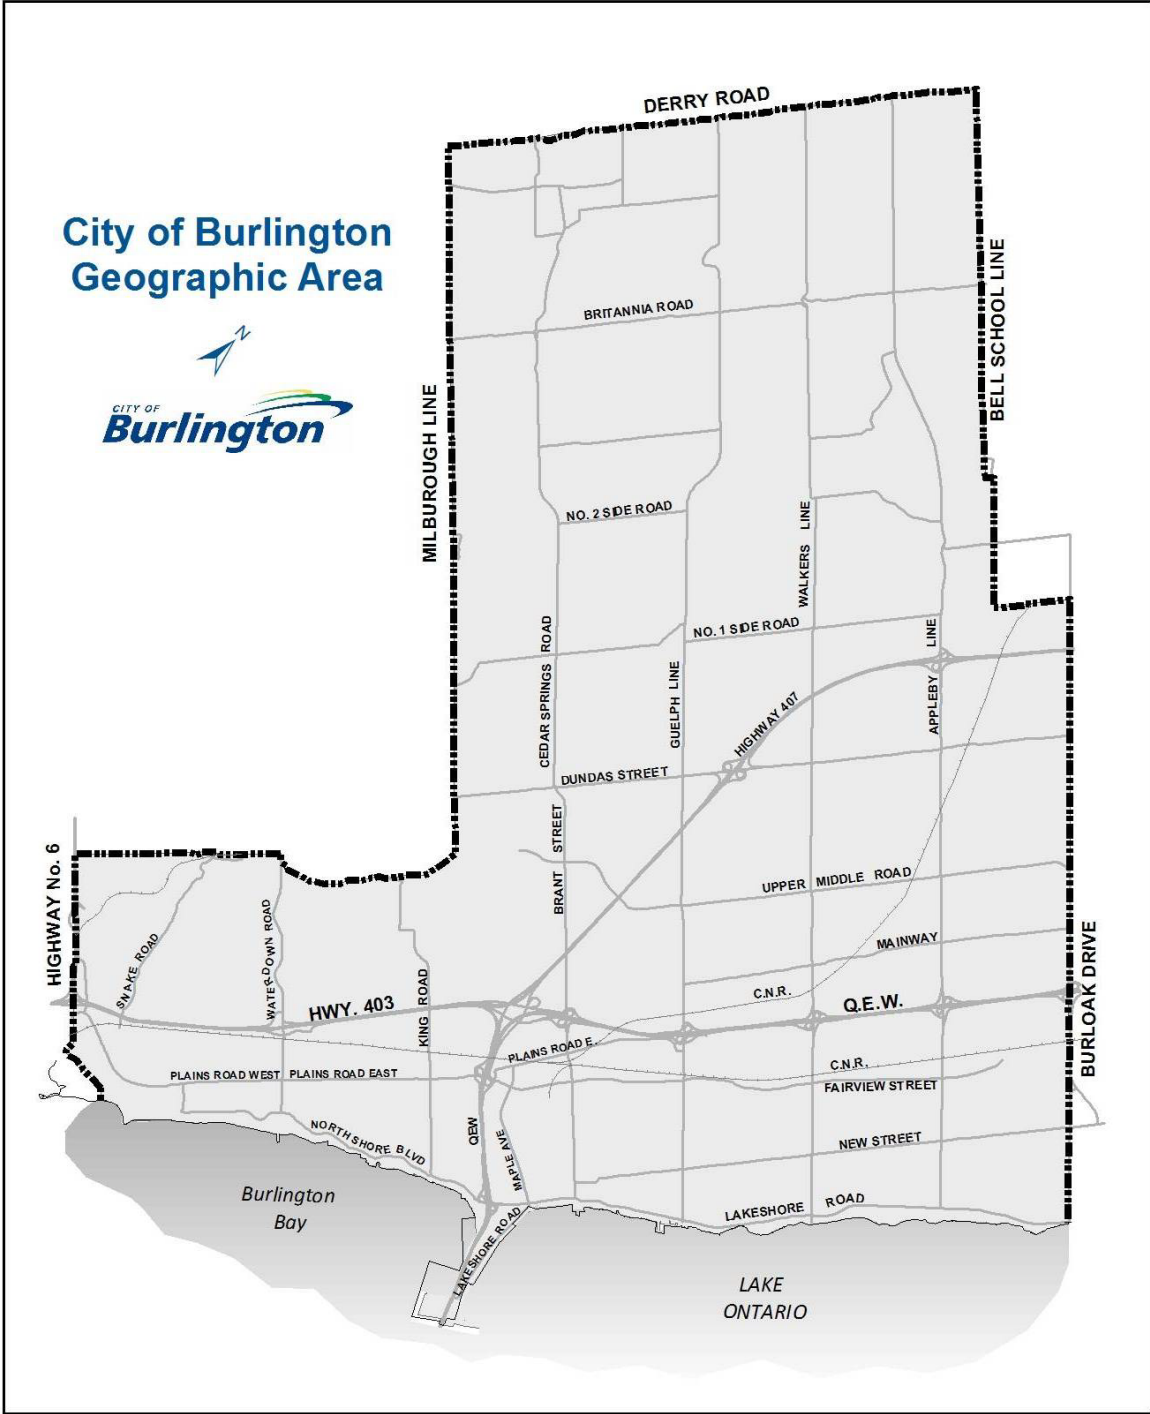 DERRY ROAD
City of Burlington
Geographic Area
N
CITY OF
Burlington
BELL SCHOOL LINE
BRITANNIA ROAD
MILBOROUGH LINE
NO. 2 SIDE ROAD
WALKERS LINE
NO. 1 SIDE ROAD
CEDAR SPRINGS ROAD
GUELPH LINE
APPLEBY LINE
HIGHWAY 407
DUNDAS STREET
BRANT STREET
HIGHWAY No. 6
UPPER MIDDLE ROAD
SNAKE ROAD
WATERDOWN ROAD
MAINWAY
BURLOAK DRIVE
KING ROAD
HWY. 403
C.N.R.
Q.E.W.
PLAINS ROAD E.
C.N.R.
PLAINS ROAD WEST
PLAINS ROAD EAST
FAIRVIEW STREET
NORTH SHORE BLVD
QEW
MAPLE AVE
NEW STREET
Burlington
Bay
LAKESHORE ROAD
LAKESHORE ROAD
LAKE
ONTARIO